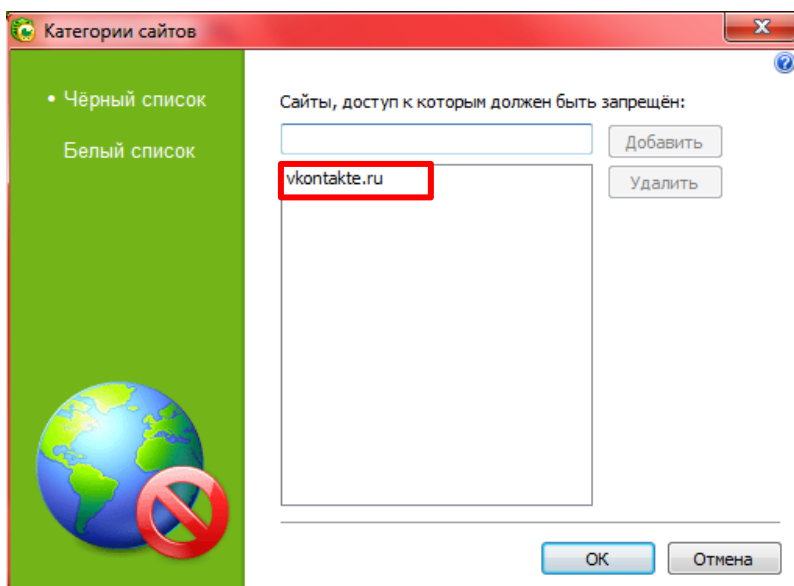 Категории сайтов
• Чёрный список
Белый список
Сайты, доступ к которым должен быть запрещён:
Добавить
vkontakte.ru
Удалить
OK
Отмена